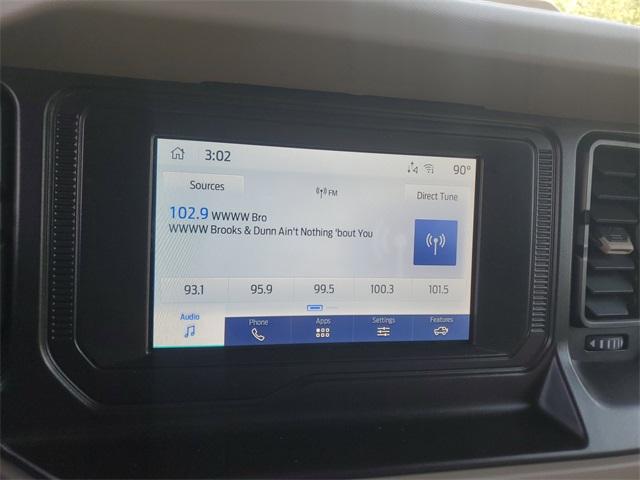 3:02
90°
Sources
FM
Direct Tune
102.9 WWWW Bro
WWWW Brooks & Dunn Ain't Nothing 'bout You
93.1 95.9 99.5 100.3 101.5
Audio Phone Apps Settings Features